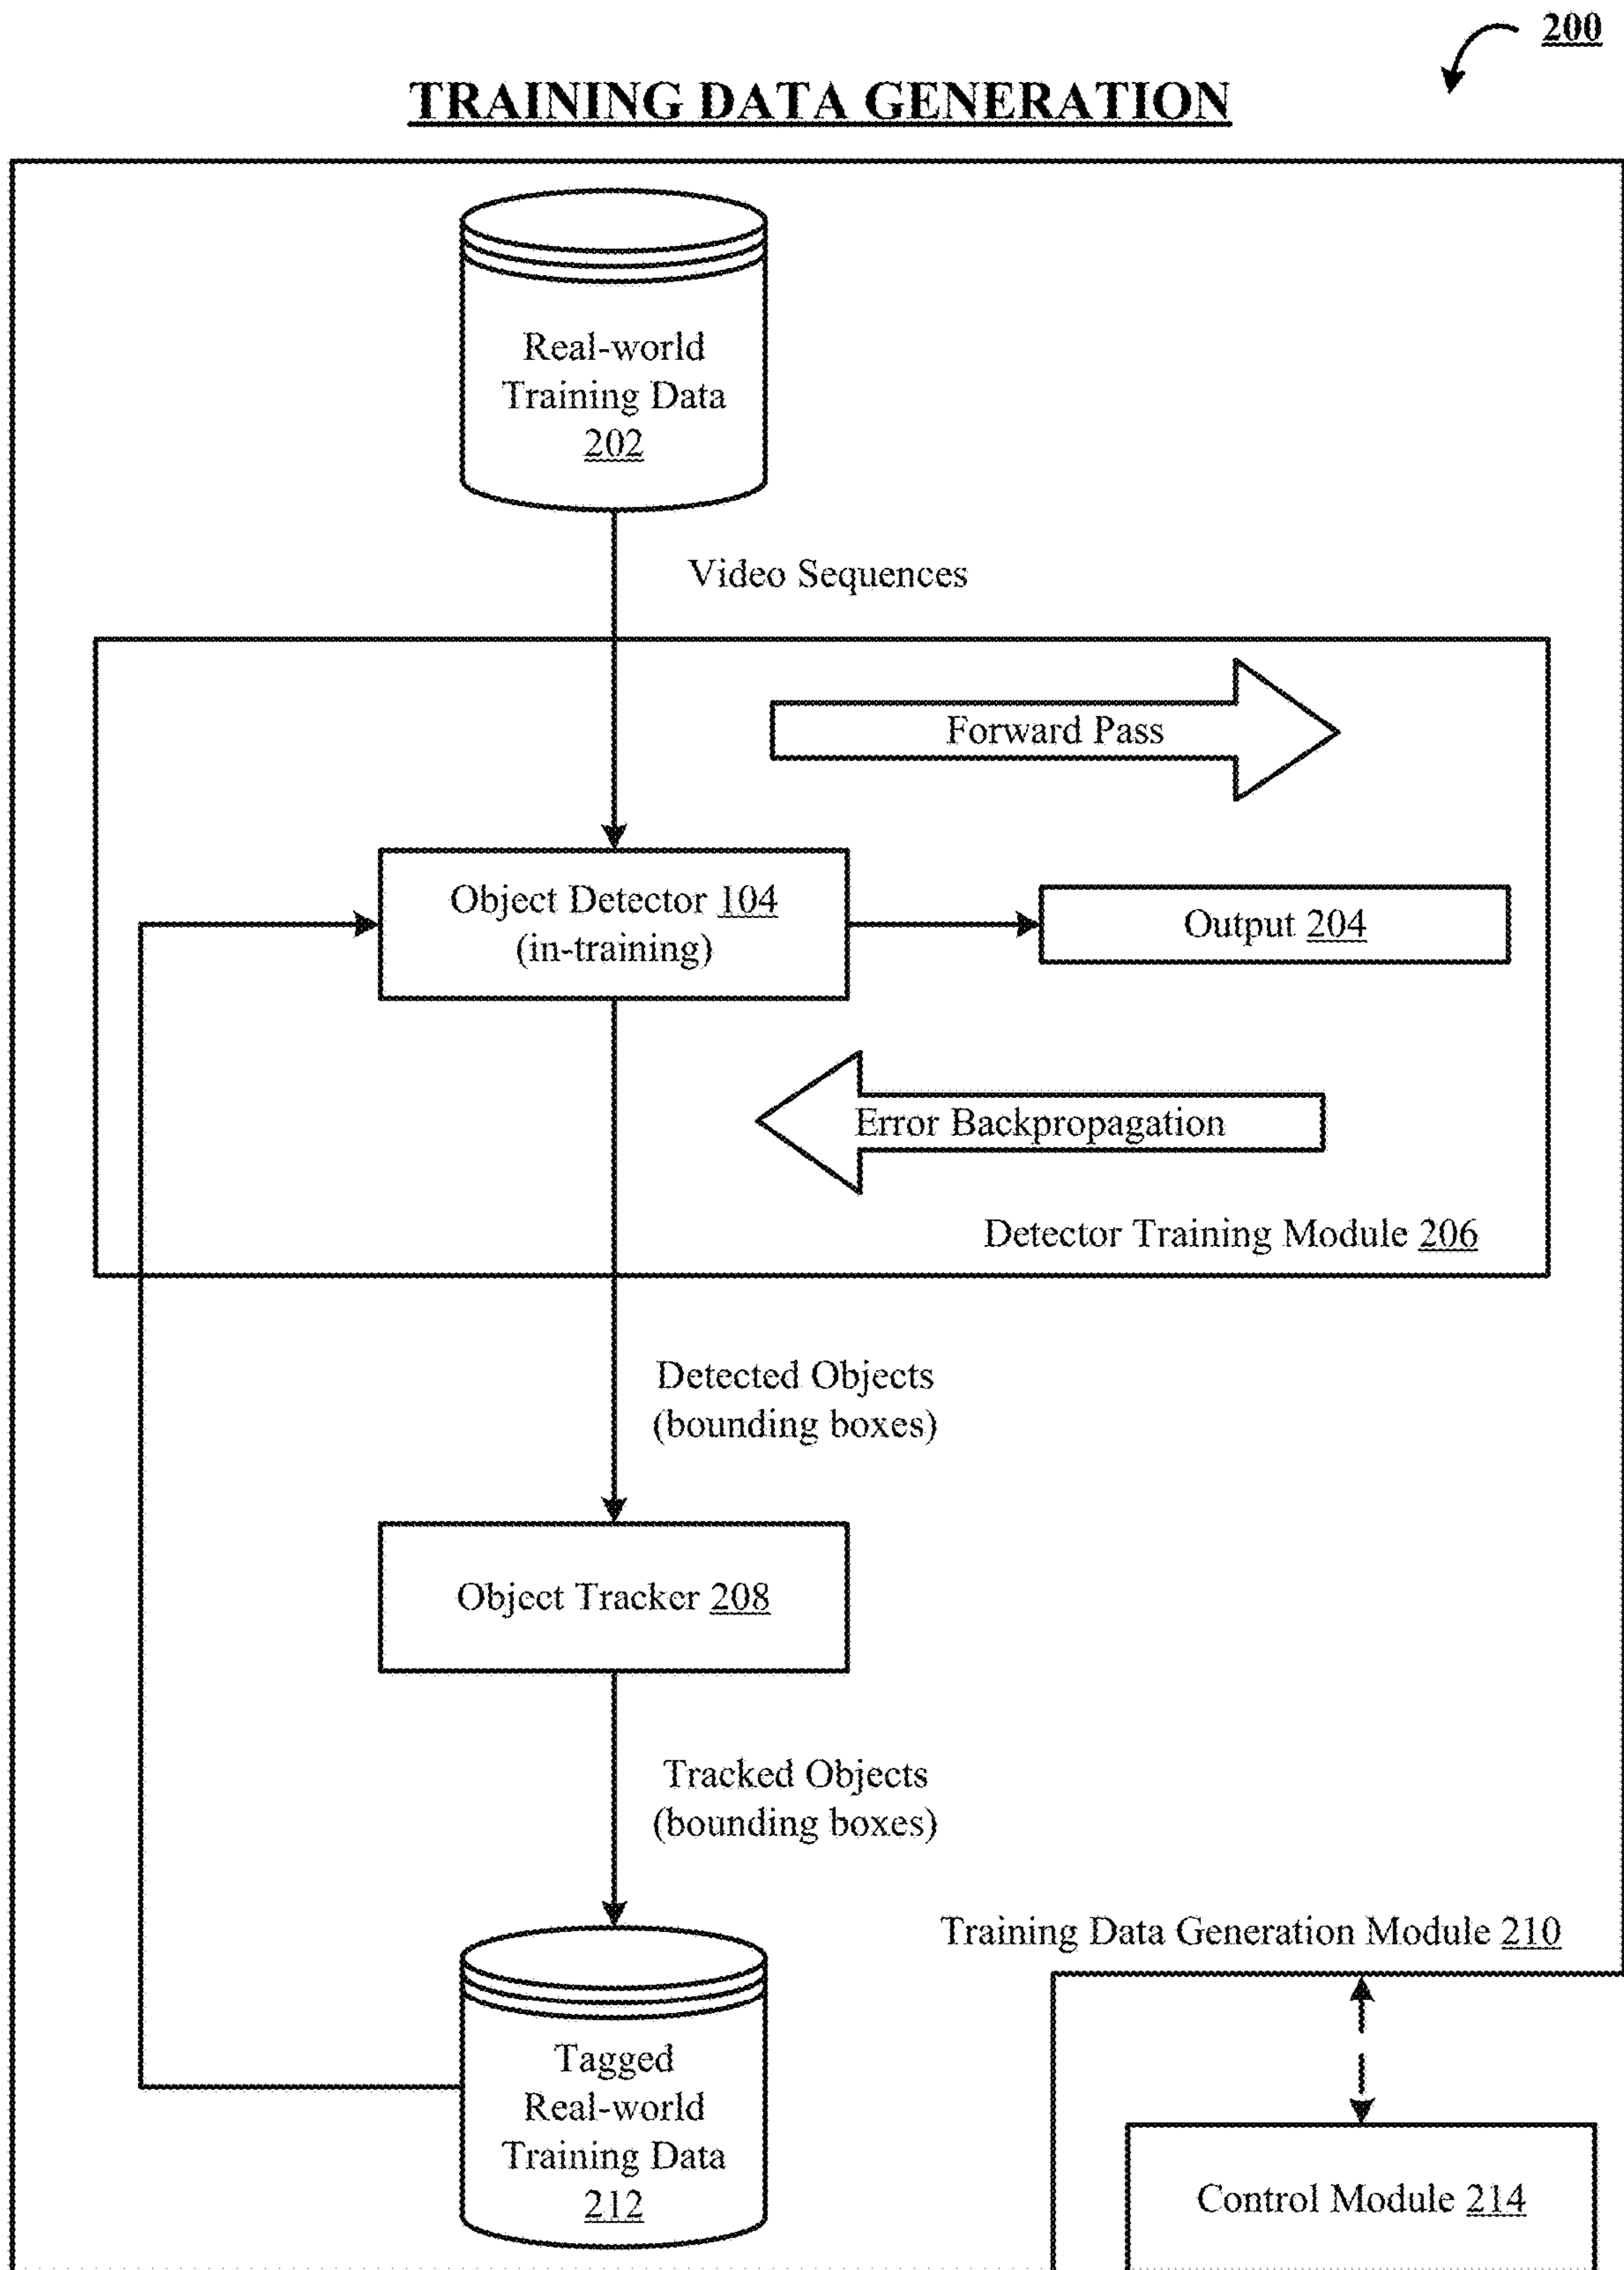 200
TRAINING DATA GENERATION
Real-world
Training Data
202
Video Sequences
Forward Pass
Object Detector 104
(in-training)
Output 204
Error Backpropagation
Detector Training Module 206
Detected Objects
(bounding boxes)
Object Tracker 208
Tracked Objects
(bounding boxes)
Training Data Generation Module 210
Tagged
Real-world
Training Data
212
Control Module 214